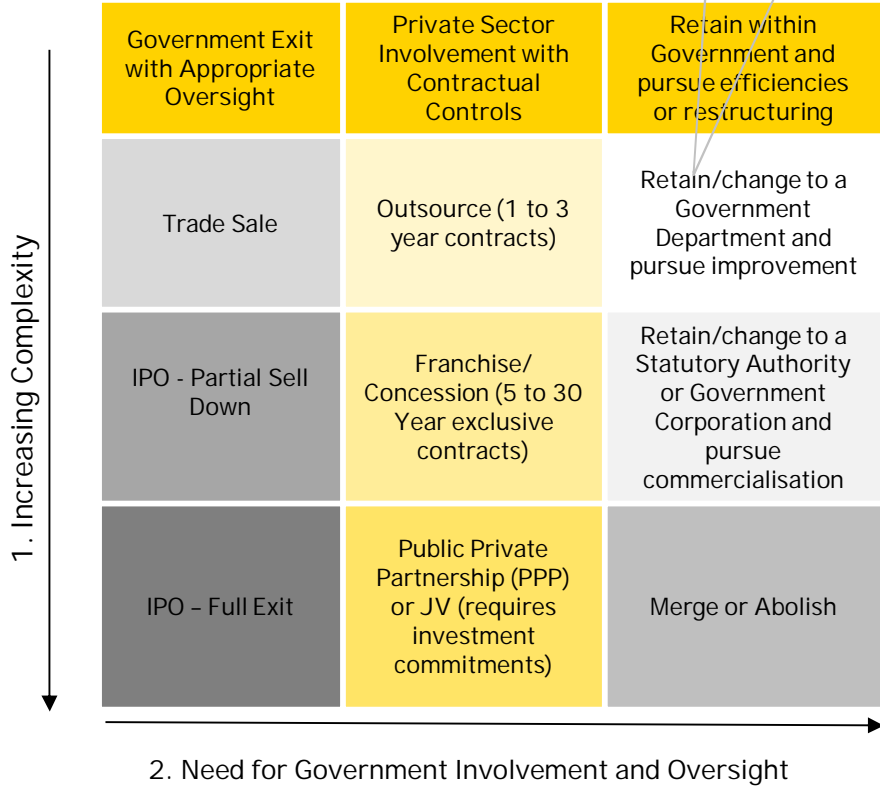 Government Exit
with Appropriate
Oversight
Private Sector
Involvement with
Contractual
Controls
Retain within
Government and
pursue efficiencies
or restructuring
Trade Sale
Outsource (1 to 3
year contracts)
Retain/change to a
Government
Department and
pursue improvement
IPO - Partial Sell
Down
Franchise/
Concession (5 to 30
Year exclusive
contracts)
Retain/change to a
Statutory Authority
or Government
Corporation and
pursue
commercialisation
IPO – Full Exit
Public Private
Partnership (PPP)
or JV (requires
investment
commitments)
Merge or Abolish
1. Increasing Complexity
2. Need for Government Involvement and Oversight